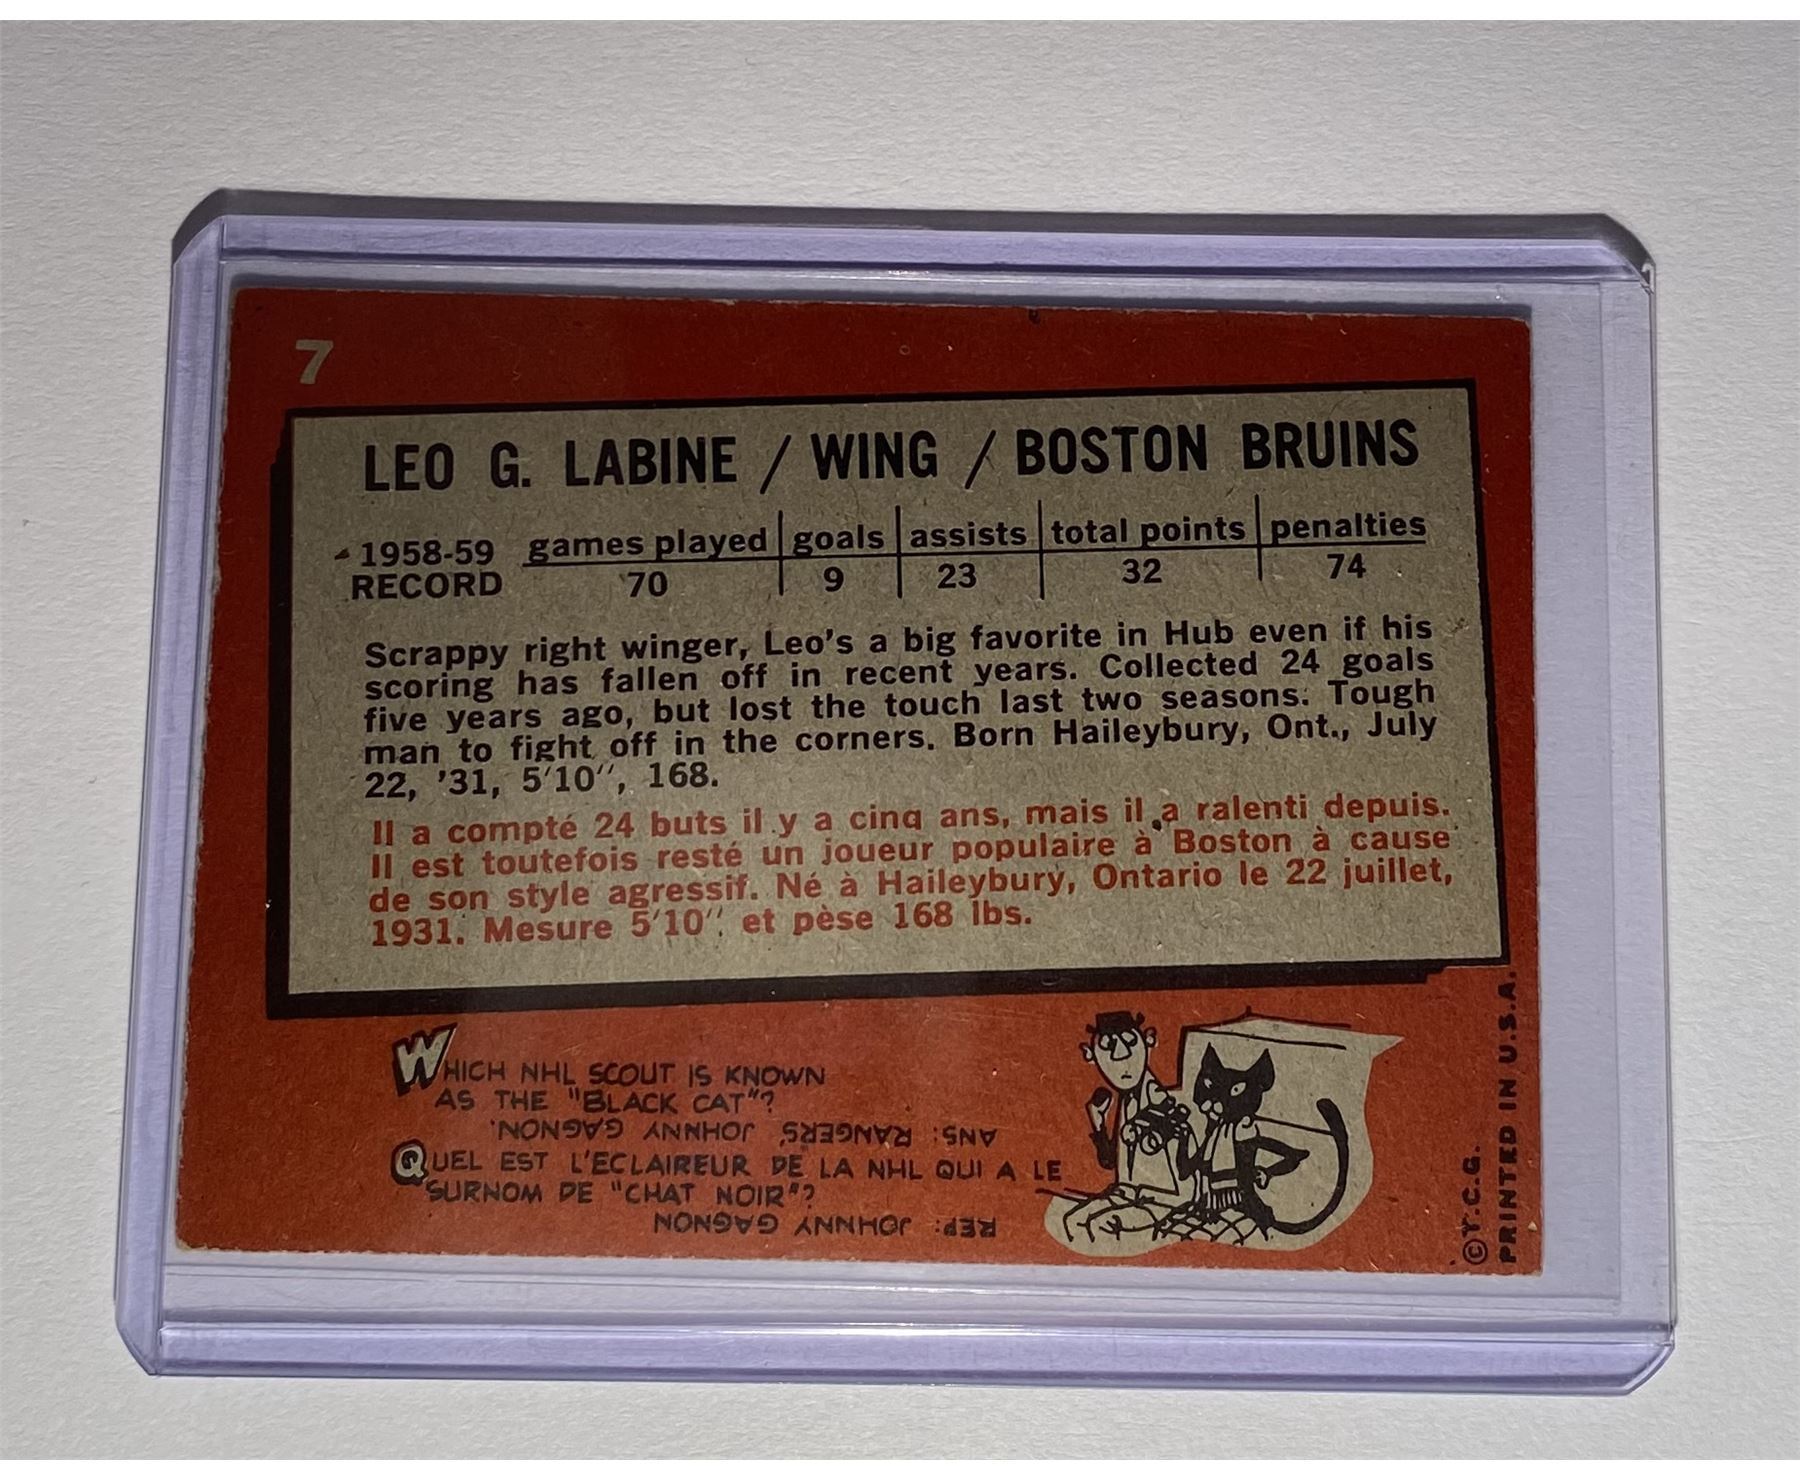 7
LEO G. LABINE / WING / BOSTON BRUINS
1958-59 games played goals assists total points penalties
RECORD 70 9 23 32 74
Scrappy right winger, Leo's a big favorite in Hub even if his
scoring has fallen off in recent years. Collected 24 goals
five years ago, but lost the touch last two seasons. Tough
man to fight off in the corners. Born Haileybury, Ont., July
22, '31, 5'10", 168.
Il a compté 24 buts il y a cinq ans, mais il a ralenti depuis.
Il est toutefois resté un joueur populaire à Boston à cause
de son style agressif. Né à Haileybury, Ontario le 22 juillet,
1931. Mesure 5'10" et pèse 168 lbs.
WHICH NHL SCOUT IS KNOWN
AS THE "BLACK CAT"?
ANS: RANGERS' JOHNNY GAGNON.
QUEL EST L'ECLAIREUR DE LA NHL QUI A LE
SURNOM DE "CHAT NOIR"?
REP: JOHNNY GAGNON
©T.C.G.
PRINTED IN U.S.A.